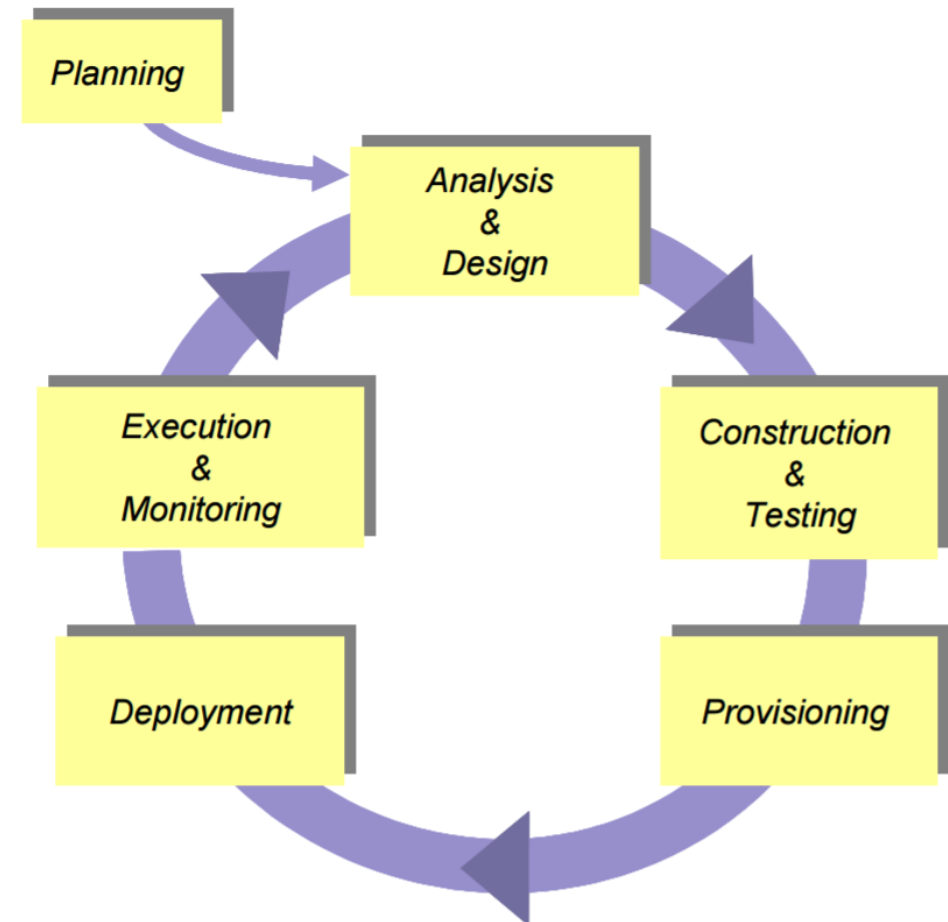 Planning
Analysis
&
Design
Execution
&
Monitoring
Construction
&
Testing
Deployment
Provisioning